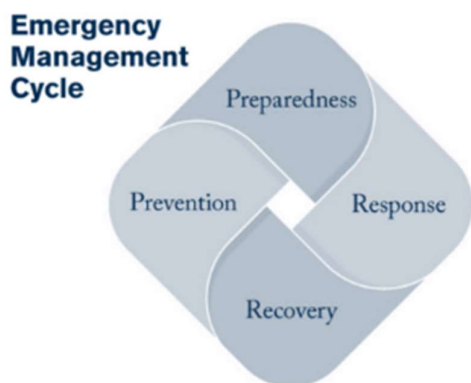 Emergency
Management
Cycle
Preparedness
Prevention
Response
Recovery